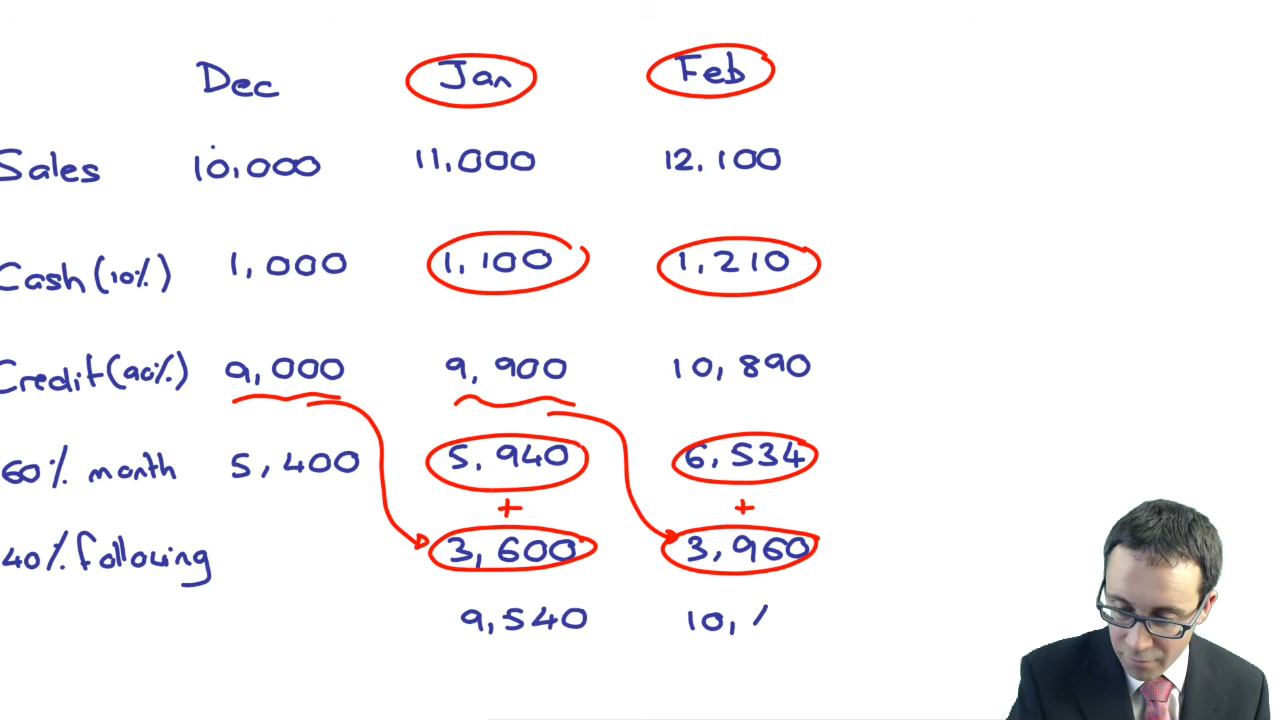 Dec Jan Feb
Sales 10,000 11,000 12,100
Cash (10%) 1,000 1,100 1,210
Credit (90%) 9,000 9,900 10,890
60% month 5,400 5,940 6,534
+ +
40% following 3,600 3,960
9,540 10,